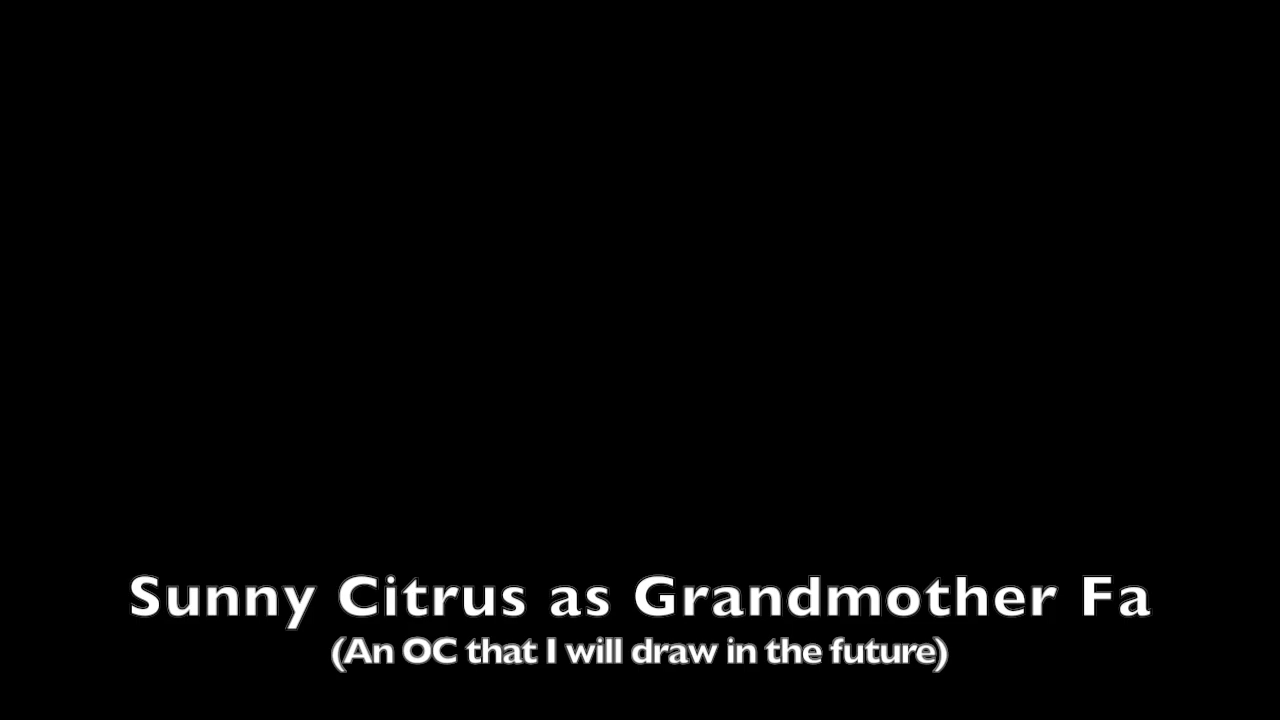 Sunny Citrus as Grandmother Fa
(An OC that I will draw in the future)